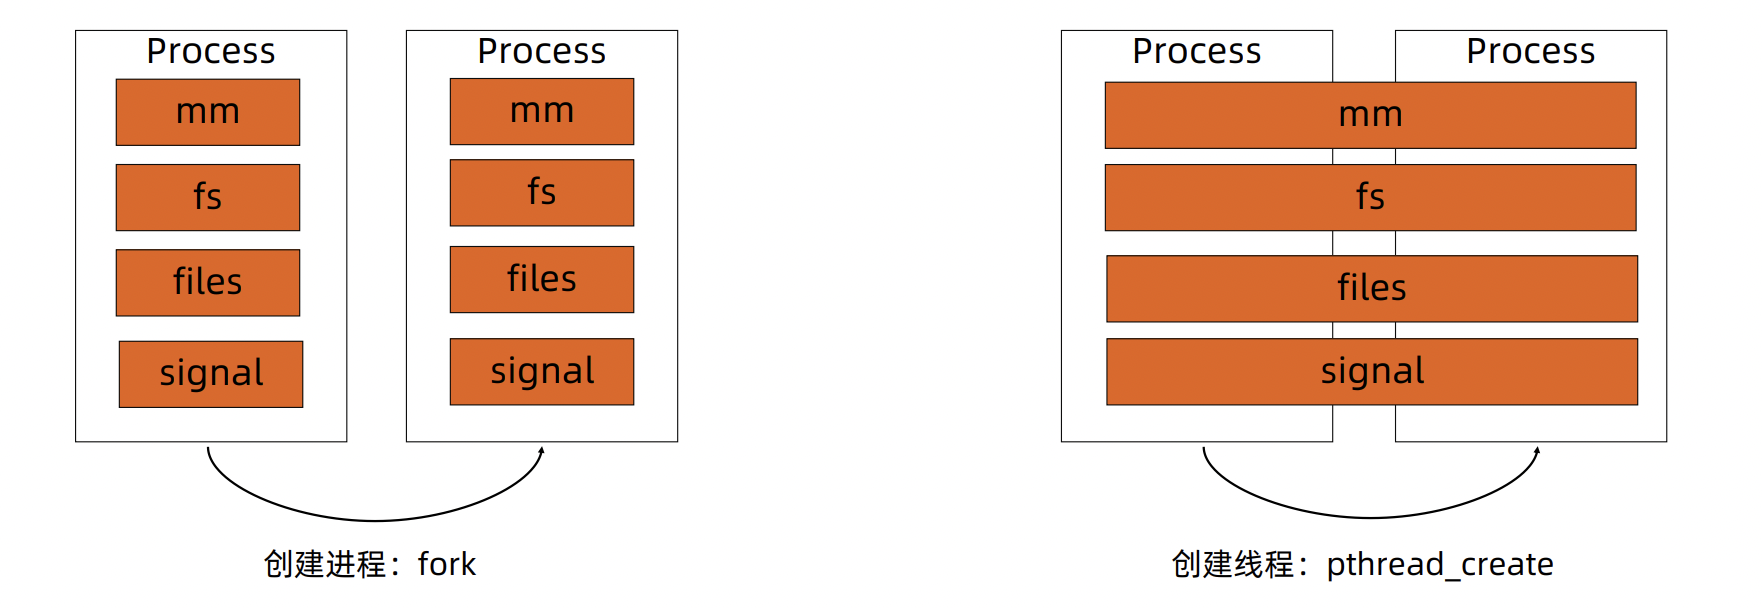 Process
mm
fs
files
signal
Process
mm
fs
files
signal
创建进程：fork
Process
Process
mm
fs
files
signal
创建线程：pthread_create